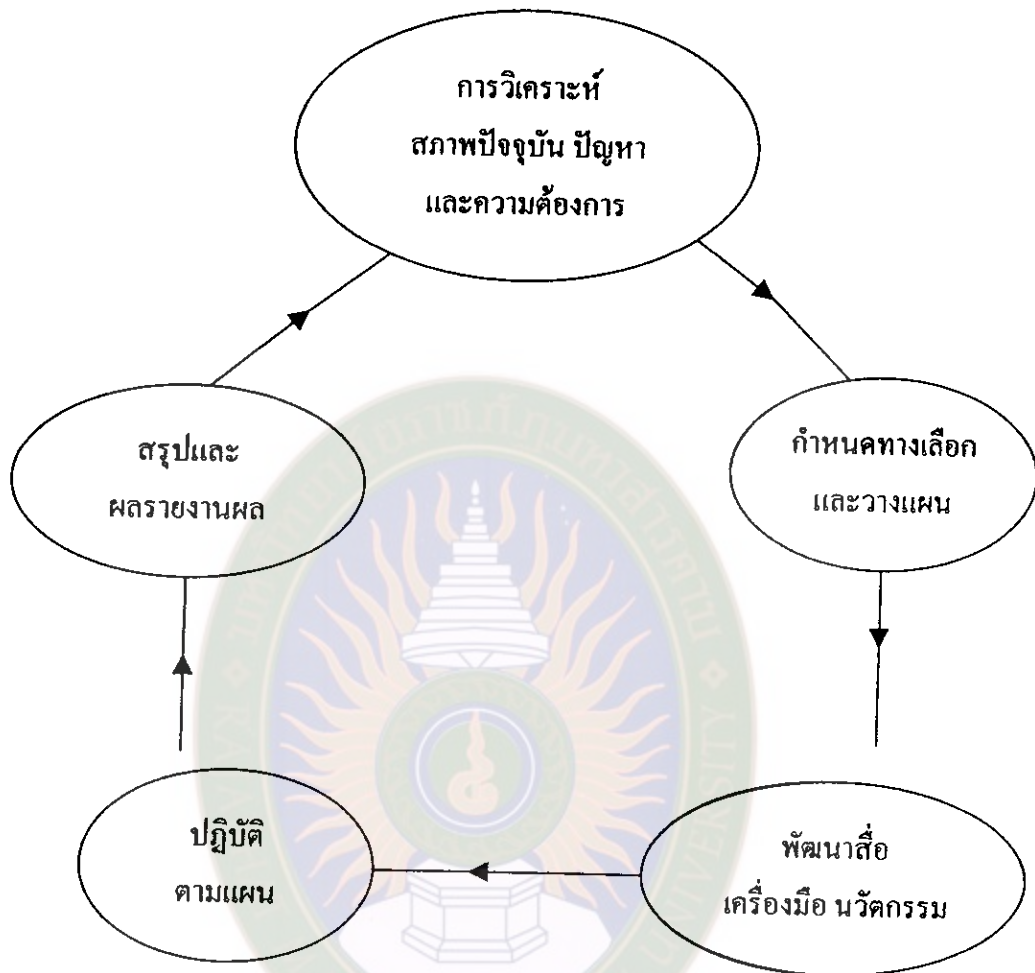 การวิเคราะห์
สภาพปัจจุบัน ปัญหา
และความต้องการ
สรุปและ
ผลรายงานผล
กำหนดทางเลือก
และวางแผน
ปฏิบัติ
ตามแผน
พัฒนาสื่อ
เครื่องมือ นวัตกรรม